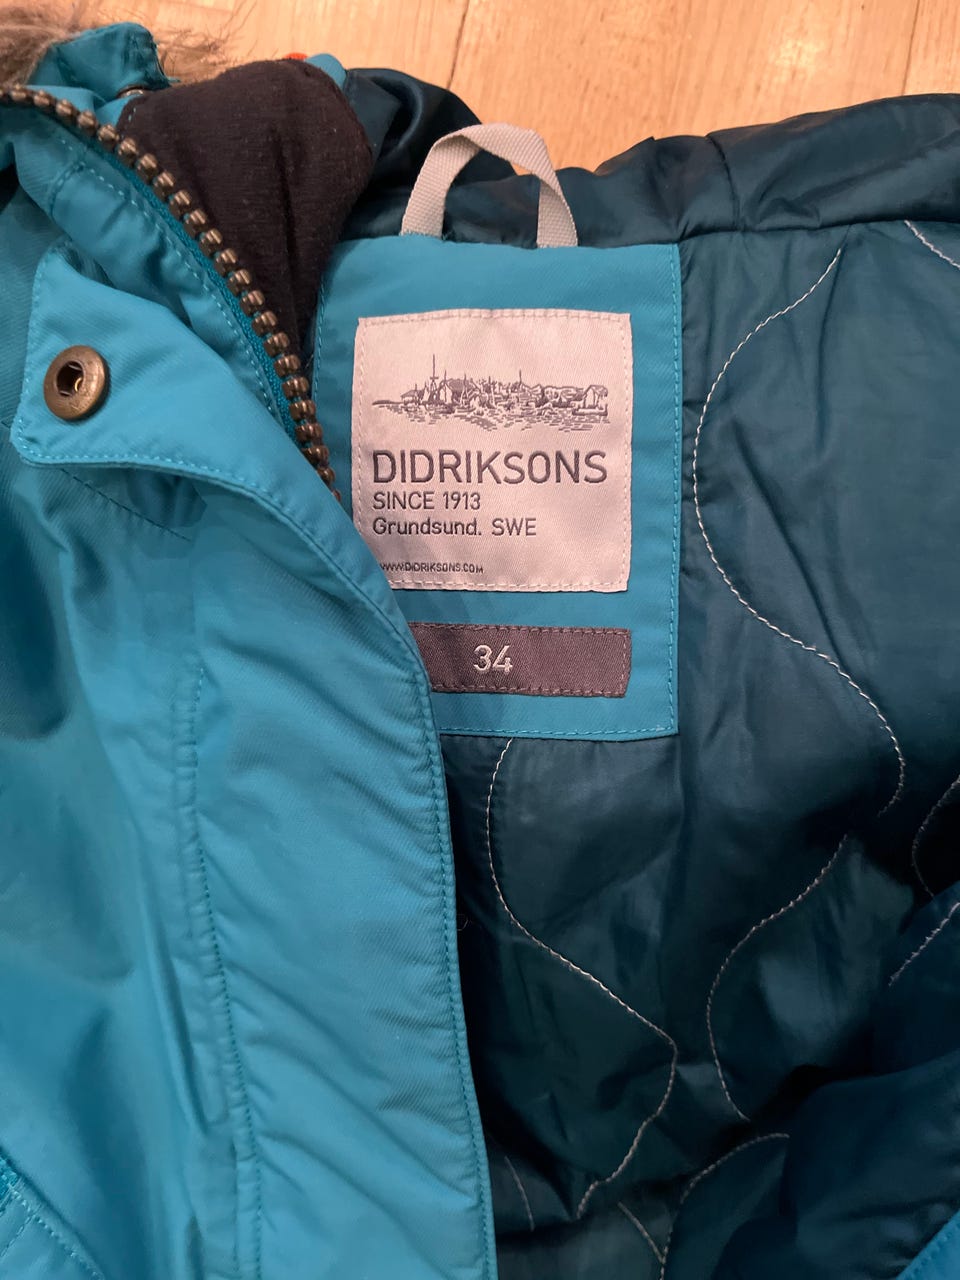 DIDRIKSONS
SINCE 1913
Grundsund. SWE
WWW.DIDRIKSONS.COM
34